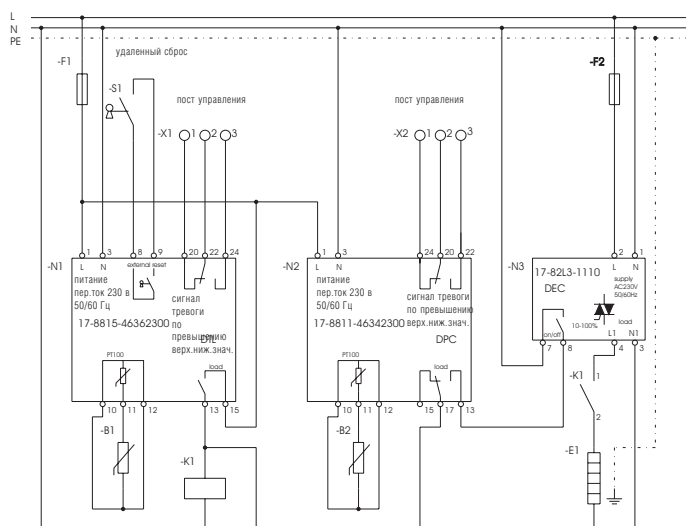 L
N
PE
удаленный сброс
-F1
-F2
-S1
пост управления
пост управления
-X1 1 2 3
-X2 1 2 3
1 3 8 9 20 22 24
1 3 24 20 22
2 1
-N1
L N external reset
питание
пер.ток 230 в
50/60 Гц
17-8815-46362300
сигнал
тревоги
по
превышению
верх.ниж.знач.
DTL
PT100
load
10 11 12 13 15
-N2
L N
питание
пер.ток 230 в
50/60 Гц
17-8811-46342300
сигнал тревоги
по превышению
верх.ниж.знач.
DPC
PT100
load
10 11 12 15 17 13
-N3
L N
17-82L3-1110
DEC
supply
AC230V
50/60Hz
10-100%
load
on/off
L1 N1
7 8 4 3
-K1
1
2
-B1
-K1
-B2
-E1